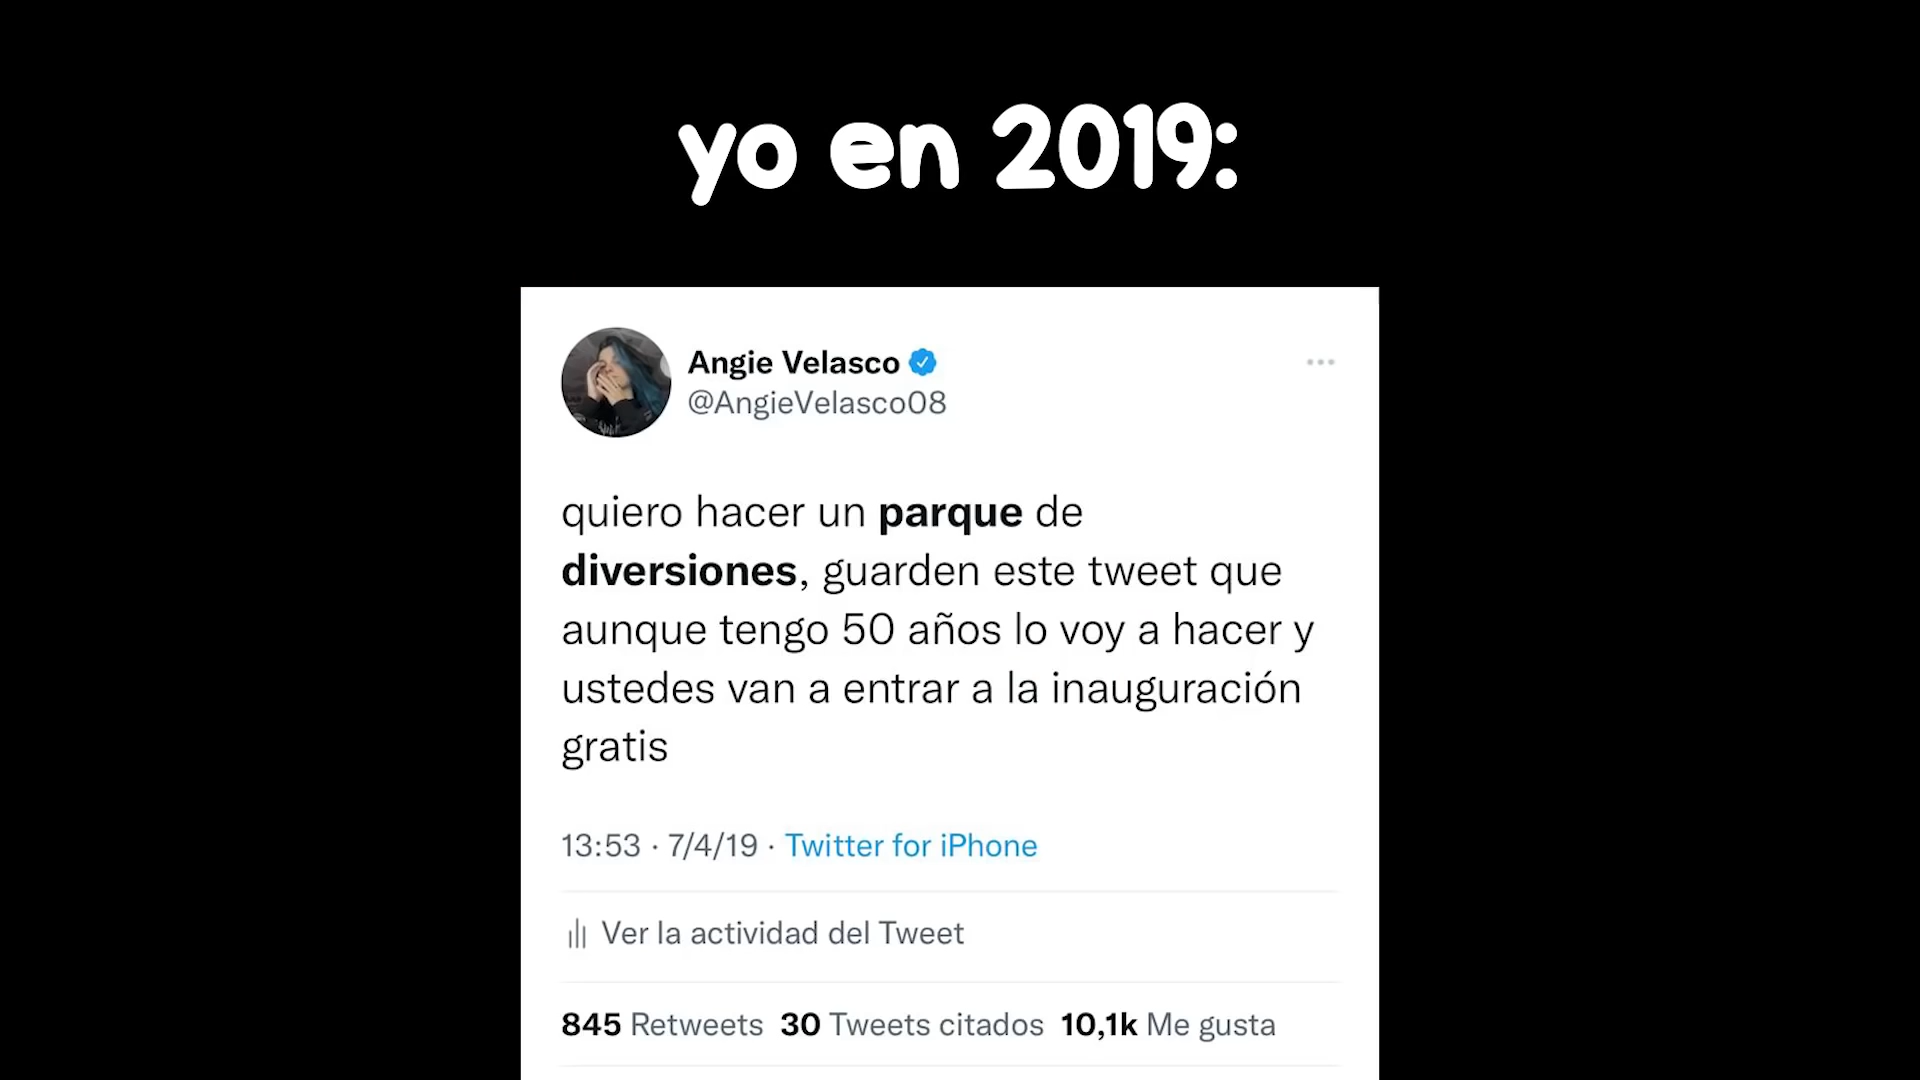 yo en 2019:
Angie Velasco
@AngieVelasco08
quiero hacer un parque de
diversiones, guarden este tweet que
aunque tengo 50 años lo voy a hacer y
ustedes van a entrar a la inauguración
gratis
13:53 · 7/4/19 · Twitter for iPhone
Ver la actividad del Tweet
845 Retweets 30 Tweets citados 10,1k Me gusta